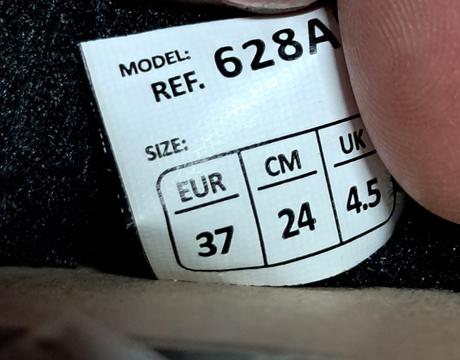 MODEL:
REF. 628A
SIZE:
EUR CM UK
37 24 4.5